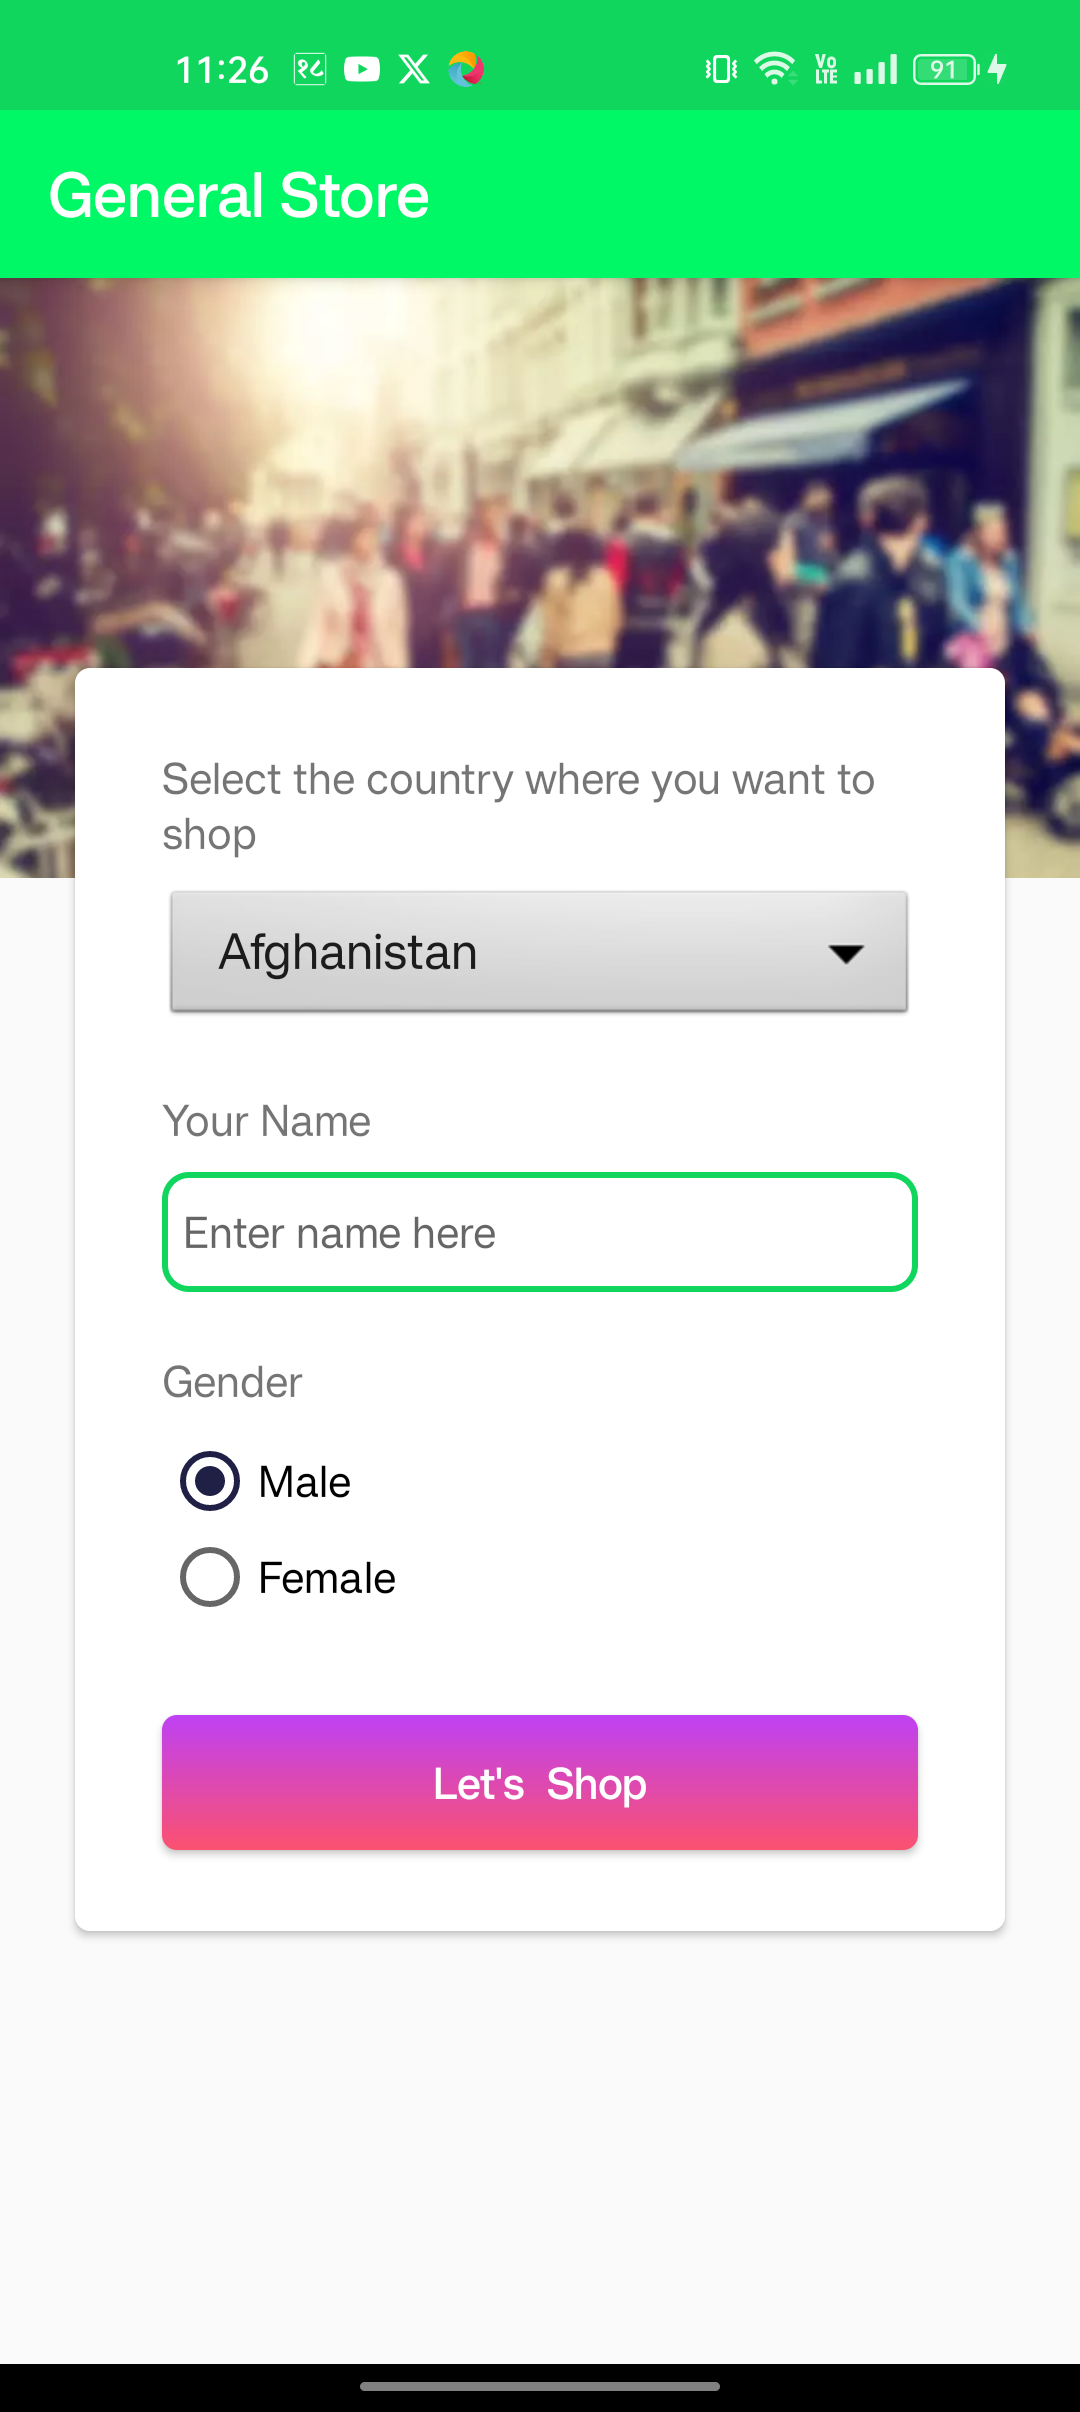 11:26 १८ Vo LTE 91
General Store
Select the country where you want to
shop
Afghanistan
Your Name
Enter name here
Gender
Male
Female
Let's Shop